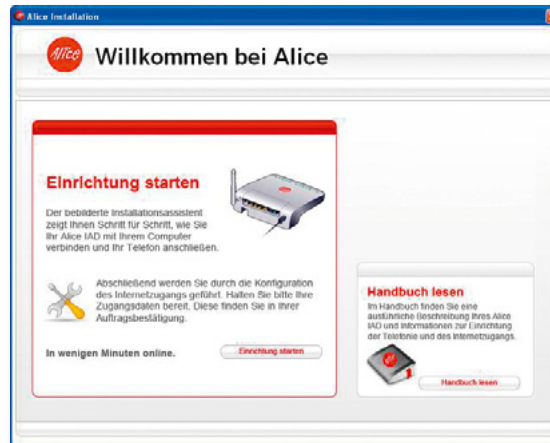 Alice Installation
Alice
Willkommen bei Alice
Einrichtung starten
Der bebilderte Installationsassistent
zeigt Ihnen Schritt für Schritt, wie Sie
Ihr Alice IAD mit Ihrem Computer
verbinden und Ihr Telefon anschließen.
Abschließend werden Sie durch die Konfiguration
des Internetzugangs geführt. Halten Sie bitte Ihre
Zugangsdaten bereit. Diese finden Sie in Ihrer
Auftragsbestätigung.
In wenigen Minuten online.
Einrichtung starten
Handbuch lesen
Im Handbuch finden Sie eine
ausführliche Beschreibung Ihres Alice
IAD und Informationen zur Einrichtung
der Telefonie und des Internetzugangs.
Handbuch lesen